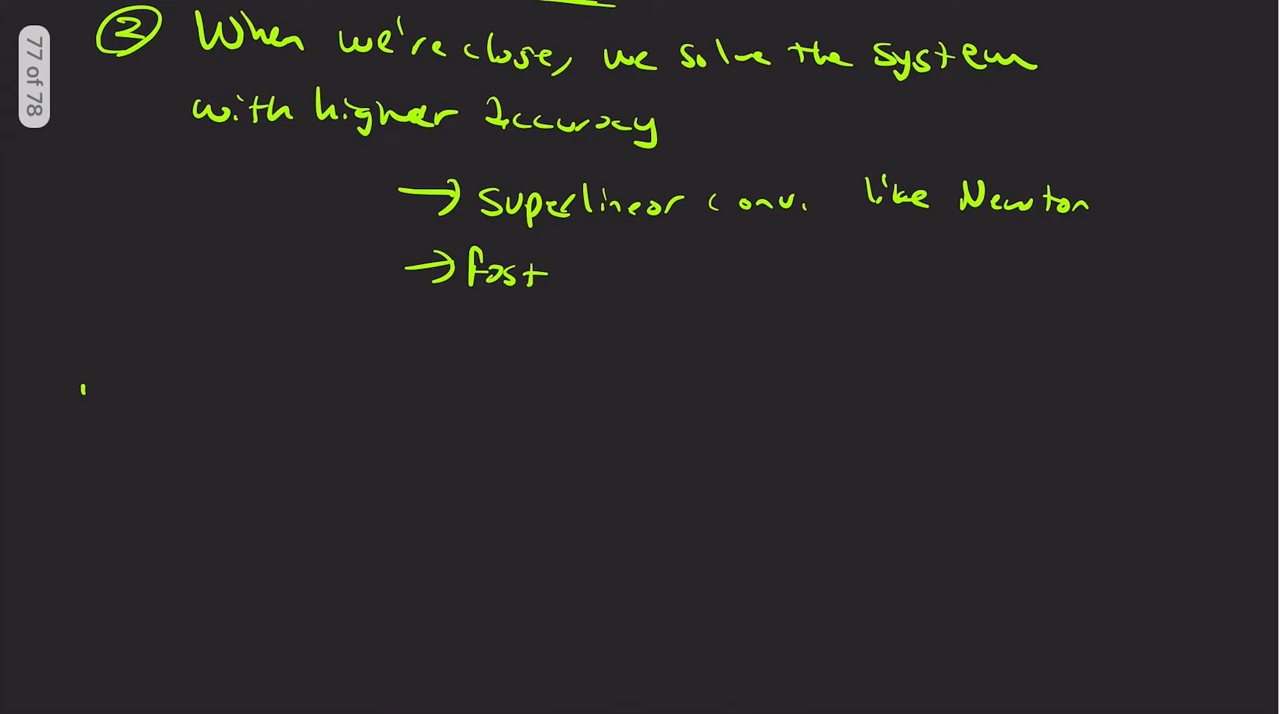 77 of 78
② When we're close, we solve the system
with higher accuracy
→ superlinear conv. like Newton
→ fast